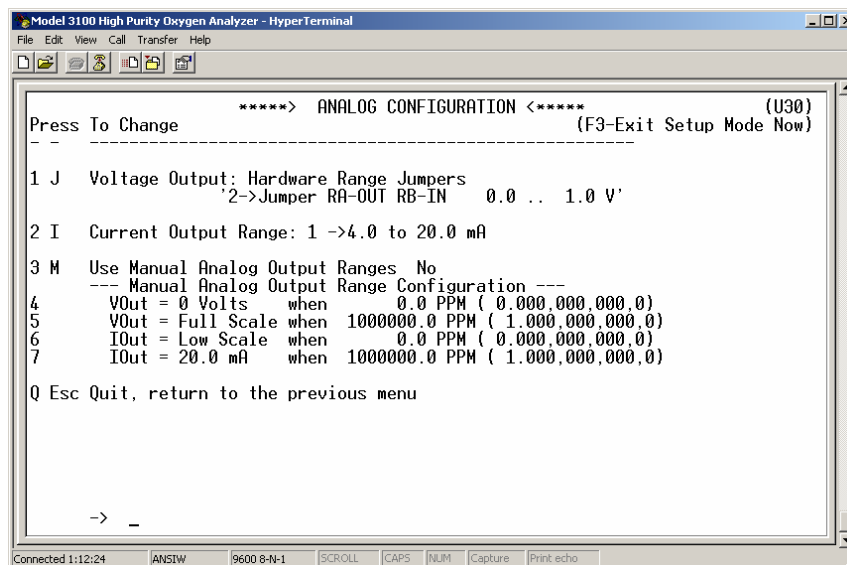 Model 3100 High Purity Oxygen Analyzer - HyperTerminal
File Edit View Call Transfer Help
*****> ANALOG CONFIGURATION <***** (U30)
Press To Change (F3-Exit Setup Mode Now)
- - -------------------------------------------------------
1 J Voltage Output: Hardware Range Jumpers
'2->Jumper RA-OUT RB-IN 0.0 .. 1.0 V'
2 I Current Output Range: 1 ->4.0 to 20.0 mA
3 M Use Manual Analog Output Ranges No
--- Manual Analog Output Range Configuration ---
4 VOut = 0 Volts when 0.0 PPM ( 0.000,000,000,0)
5 VOut = Full Scale when 1000000.0 PPM ( 1.000,000,000,0)
6 IOut = Low Scale when 0.0 PPM ( 0.000,000,000,0)
7 IOut = 20.0 mA when 1000000.0 PPM ( 1.000,000,000,0)
Q Esc Quit, return to the previous menu
-> _
Connected 1:12:24 ANSIW 9600 8-N-1 SCROLL CAPS NUM Capture Print echo